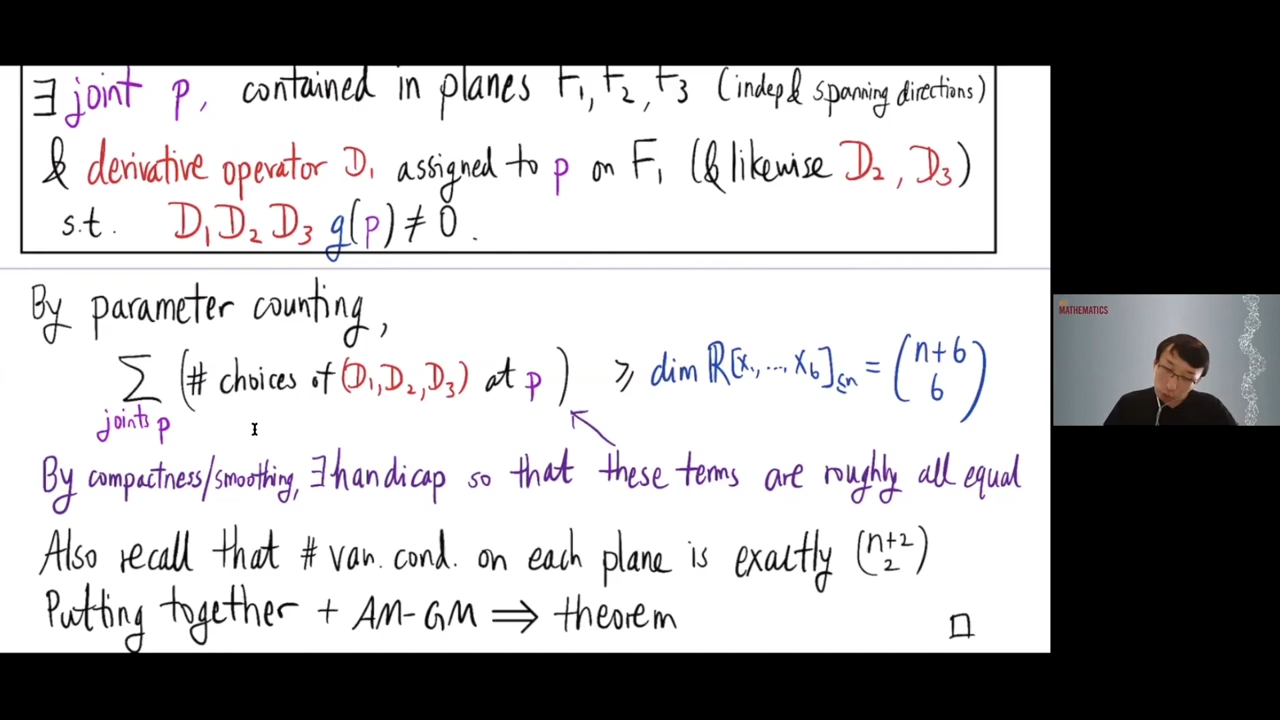 ∃ joint p, contained in planes F₁, F₂, F₃ (indep & spanning directions)
& derivative operator D₁ assigned to p on F₁ (& likewise D₂, D₃)
s.t. D₁D₂D₃ g(p) ≠ 0.
By parameter counting,
∑_{joints p} (# choices of (D₁,D₂,D₃) at p) ⩾ dim ℝ[x₁,…,x₆]_{≤n} = \binom{n+6}{6}
By compactness/smoothing, ∃ handicap so that these terms are roughly all equal
Also recall that # van. cond. on each plane is exactly \binom{n+2}{2}
Putting together + AM-GM ⟹ theorem
□
MATHEMATICS